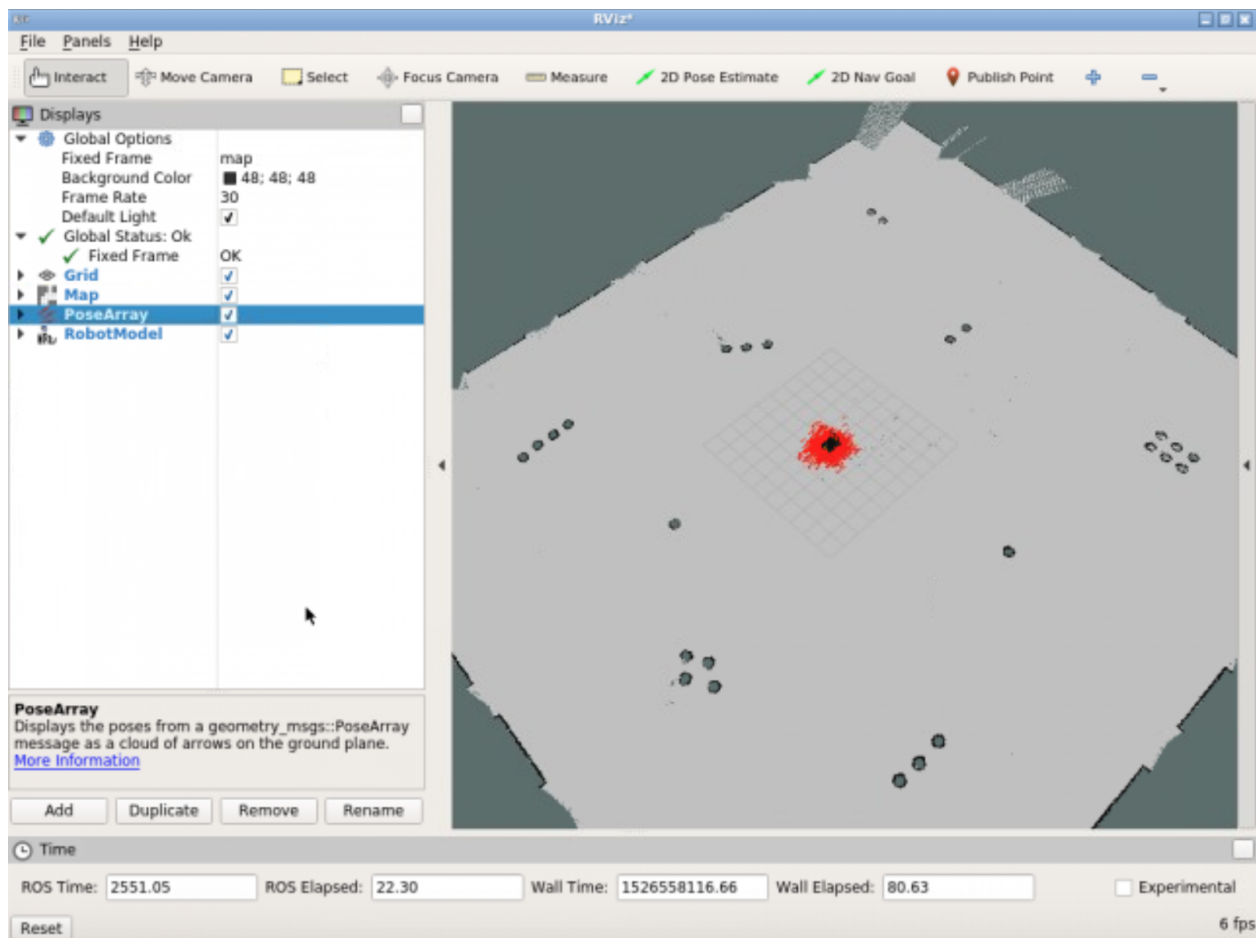 RViz*
File Panels Help
Interact Move Camera Select Focus Camera Measure 2D Pose Estimate 2D Nav Goal Publish Point
Displays
Global Options
Fixed Frame map
Background Color 48; 48; 48
Frame Rate 30
Default Light
Global Status: Ok
Fixed Frame OK
Grid
Map
PoseArray
RobotModel
PoseArray
Displays the poses from a geometry_msgs::PoseArray
message as a cloud of arrows on the ground plane.
More Information
Add Duplicate Remove Rename
Time
ROS Time: 2551.05 ROS Elapsed: 22.30 Wall Time: 1526558116.66 Wall Elapsed: 80.63 Experimental
Reset 6 fps